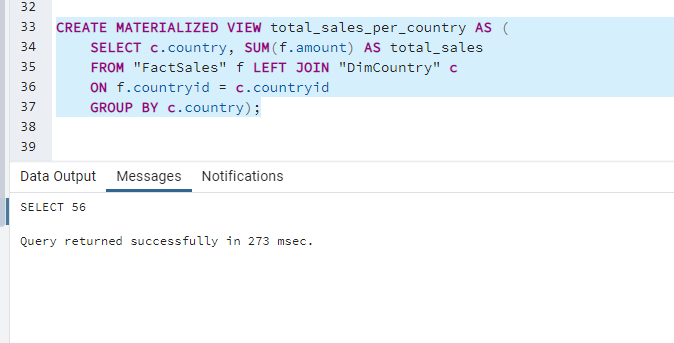 32
33 CREATE MATERIALIZED VIEW total_sales_per_country AS (
34 SELECT c.country, SUM(f.amount) AS total_sales
35 FROM "FactSales" f LEFT JOIN "DimCountry" c
36 ON f.countryid = c.countryid
37 GROUP BY c.country);
38
39
Data Output Messages Notifications
SELECT 56
Query returned successfully in 273 msec.